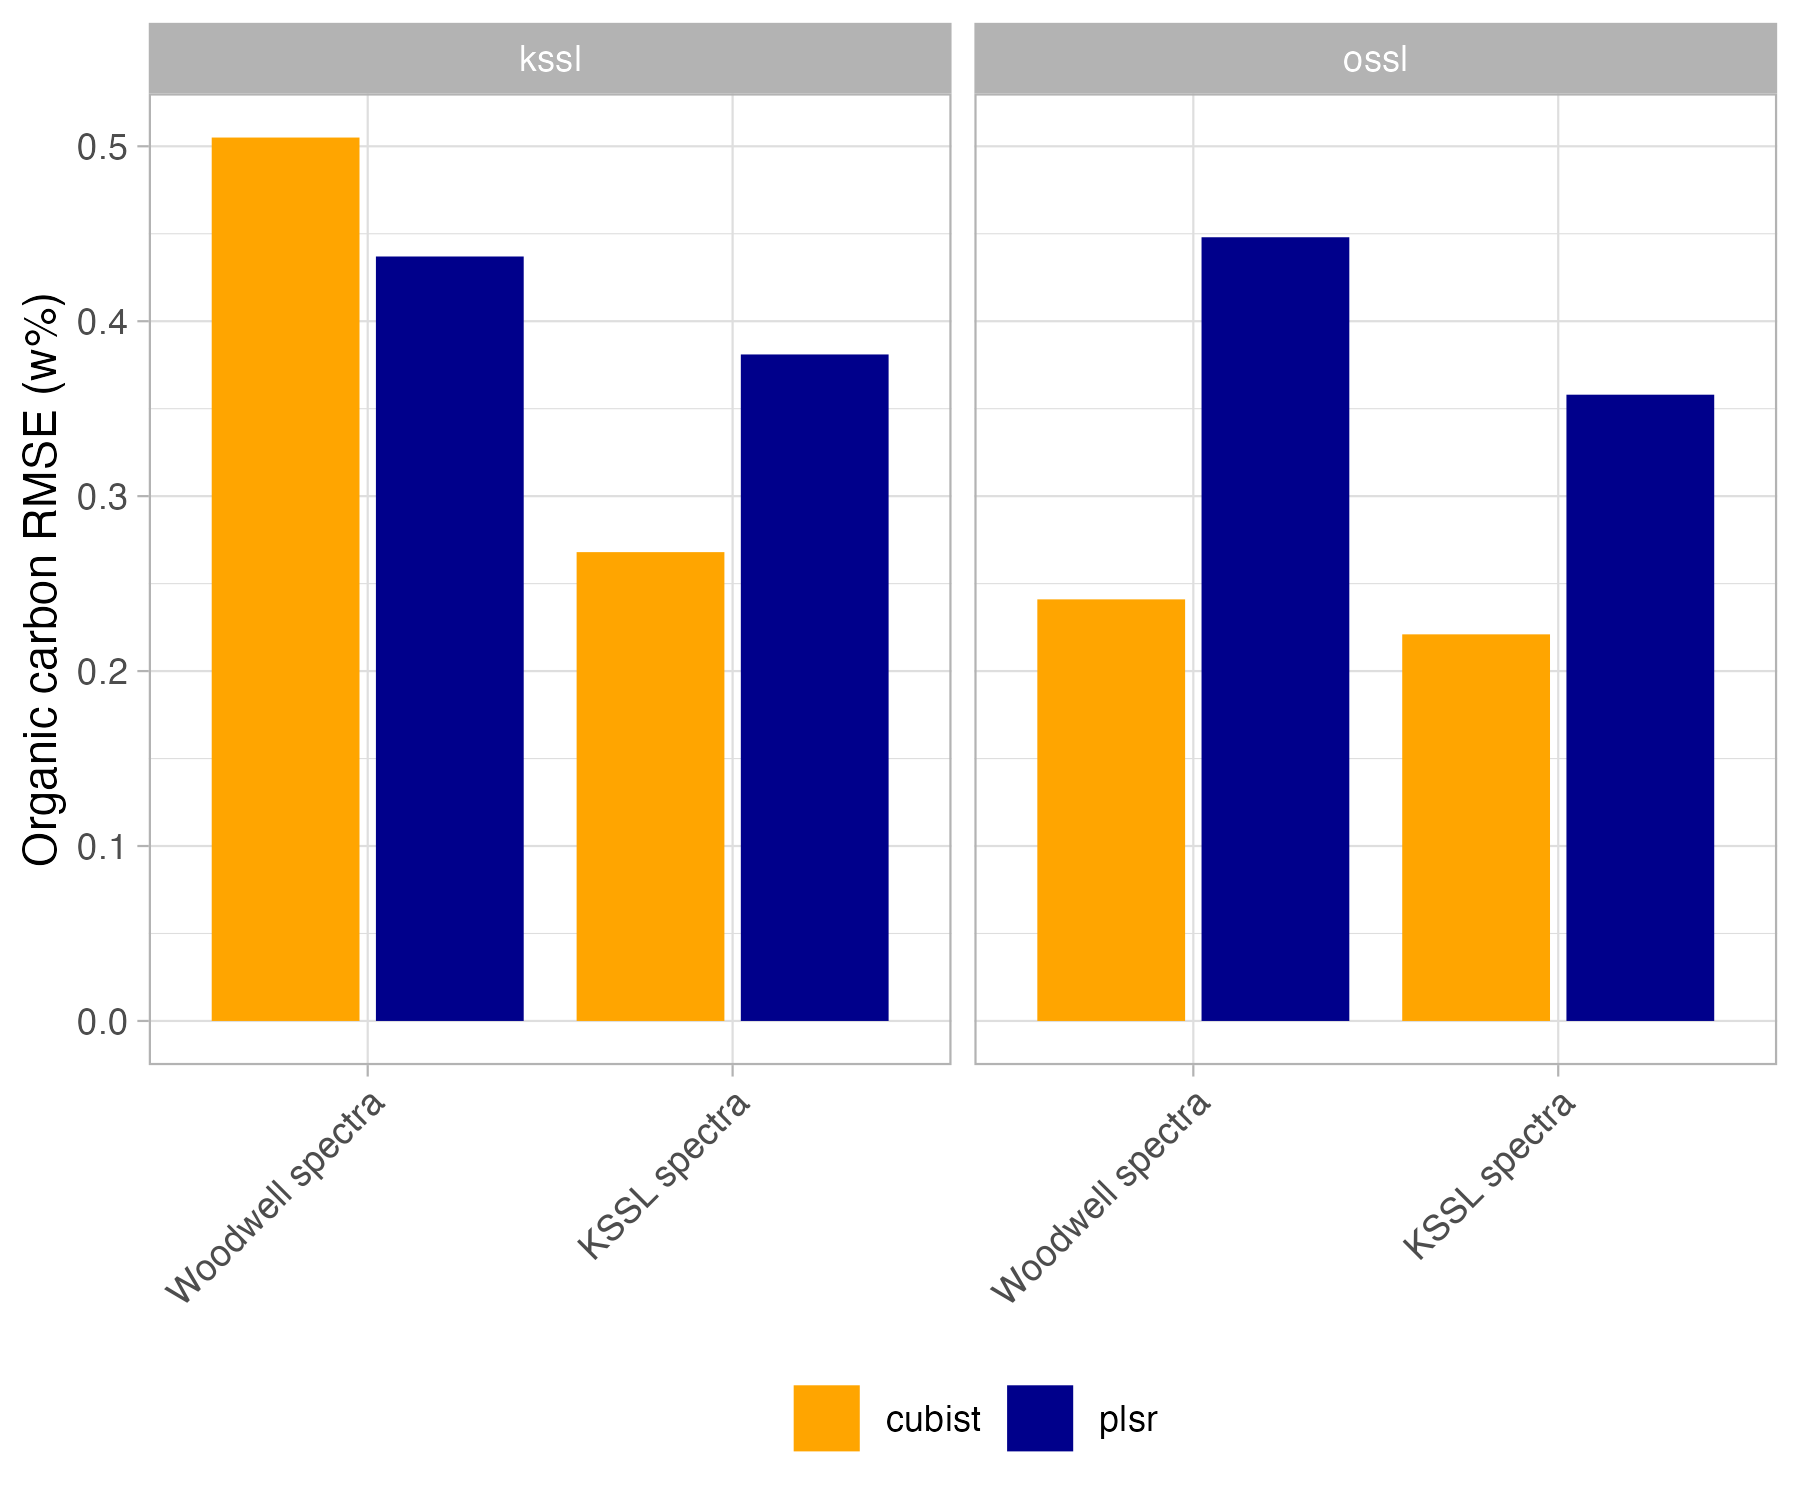 kssl
ossl
Organic carbon RMSE (w%)
0.5
0.4
0.3
0.2
0.1
0.0
Woodwell spectra
KSSL spectra
Woodwell spectra
KSSL spectra
cubist
plsr